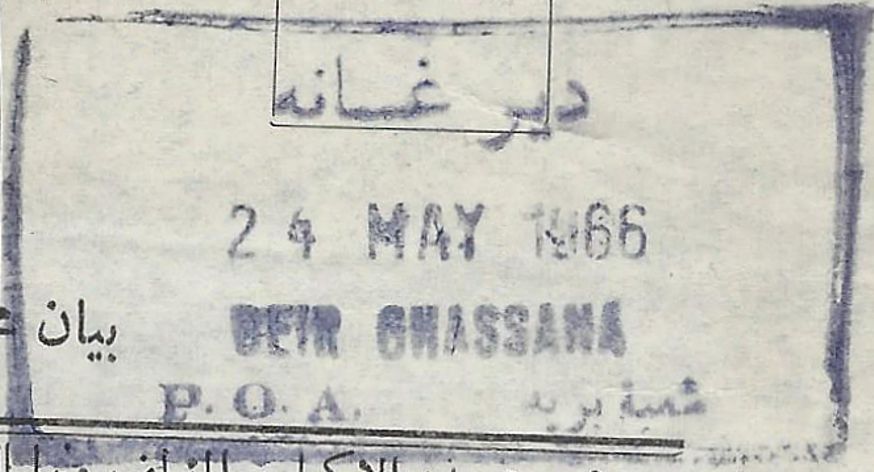 دير غسانه
24 MAY 1966
بيان
DEIR GHASSANA
P.O.A. شعبة بريد